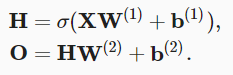 H = σ(XW⁽¹⁾ + b⁽¹⁾),
O = HW⁽²⁾ + b⁽²⁾.